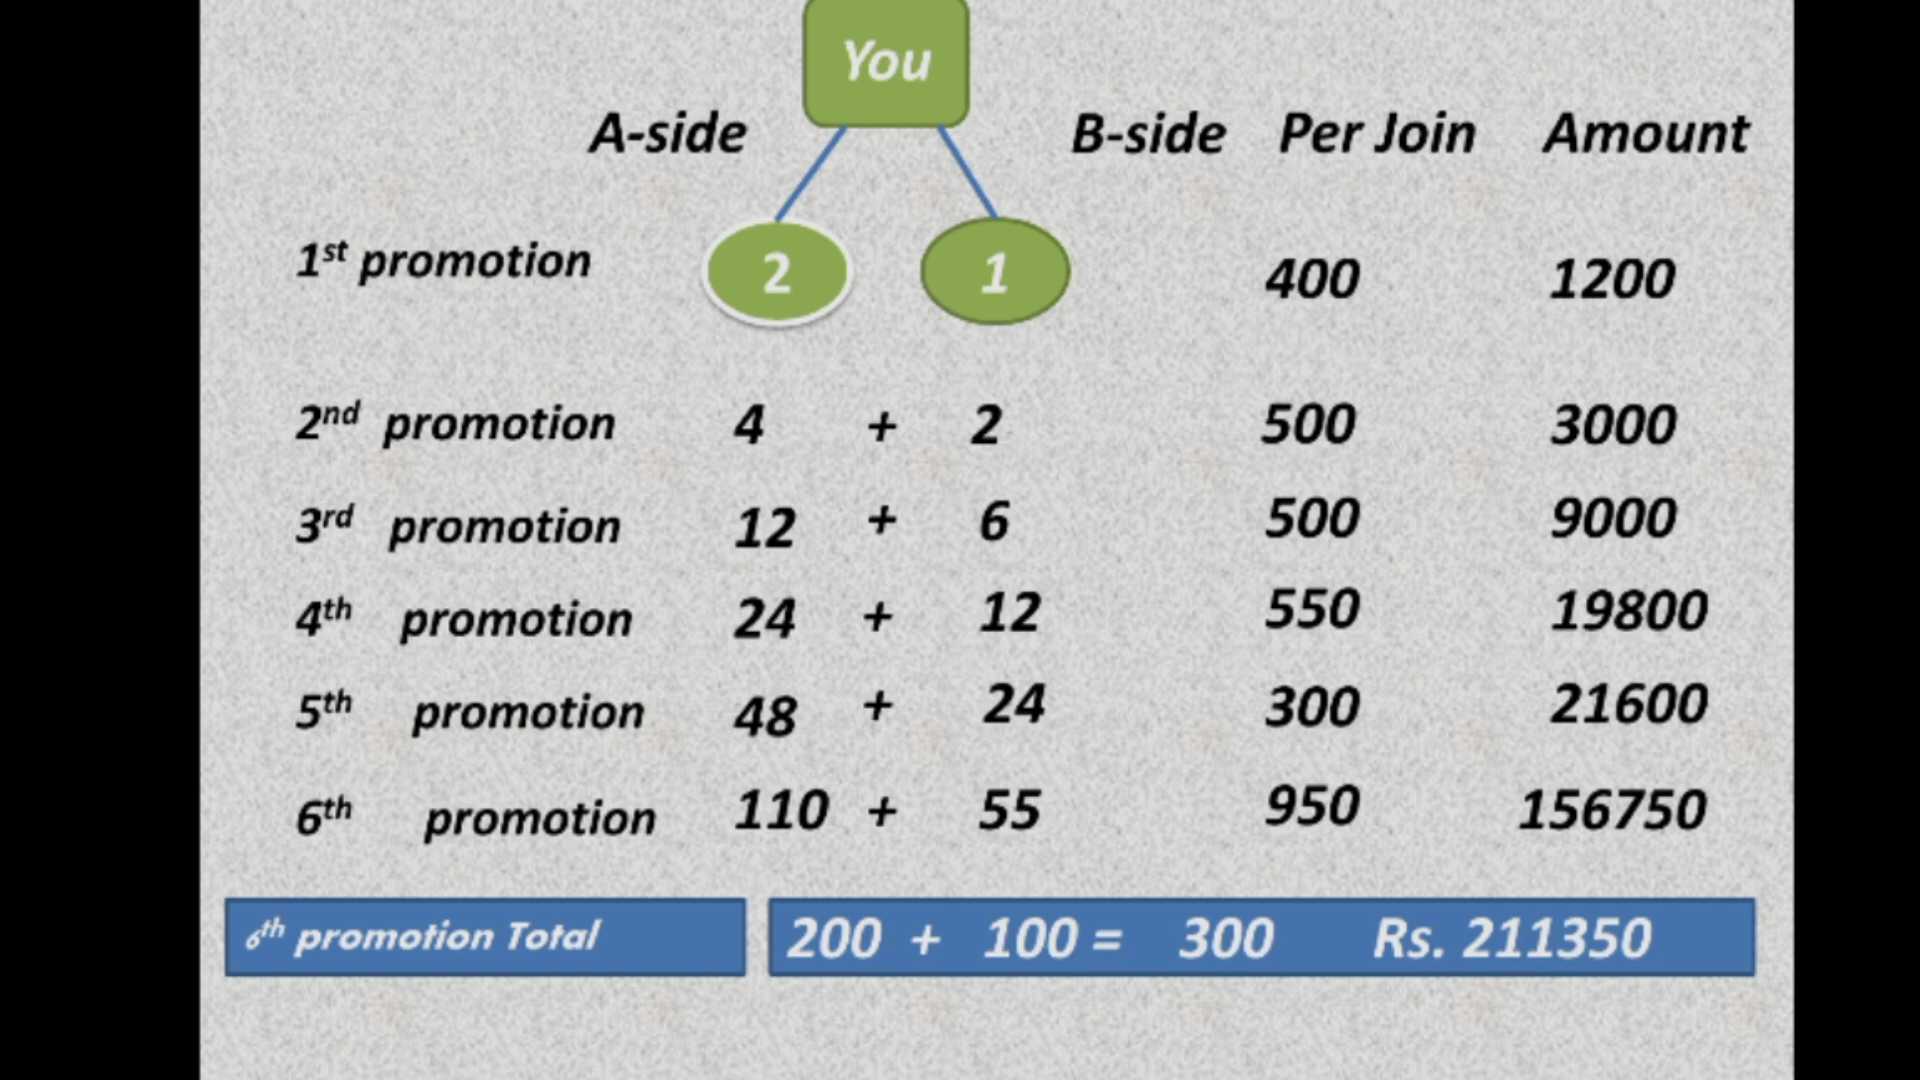 You
A-side B-side Per Join Amount
1st promotion 2 1 400 1200
2nd promotion 4 + 2 500 3000
3rd promotion 12 + 6 500 9000
4th promotion 24 + 12 550 19800
5th promotion 48 + 24 300 21600
6th promotion 110 + 55 950 156750
6th promotion Total 200 + 100 = 300 Rs. 211350